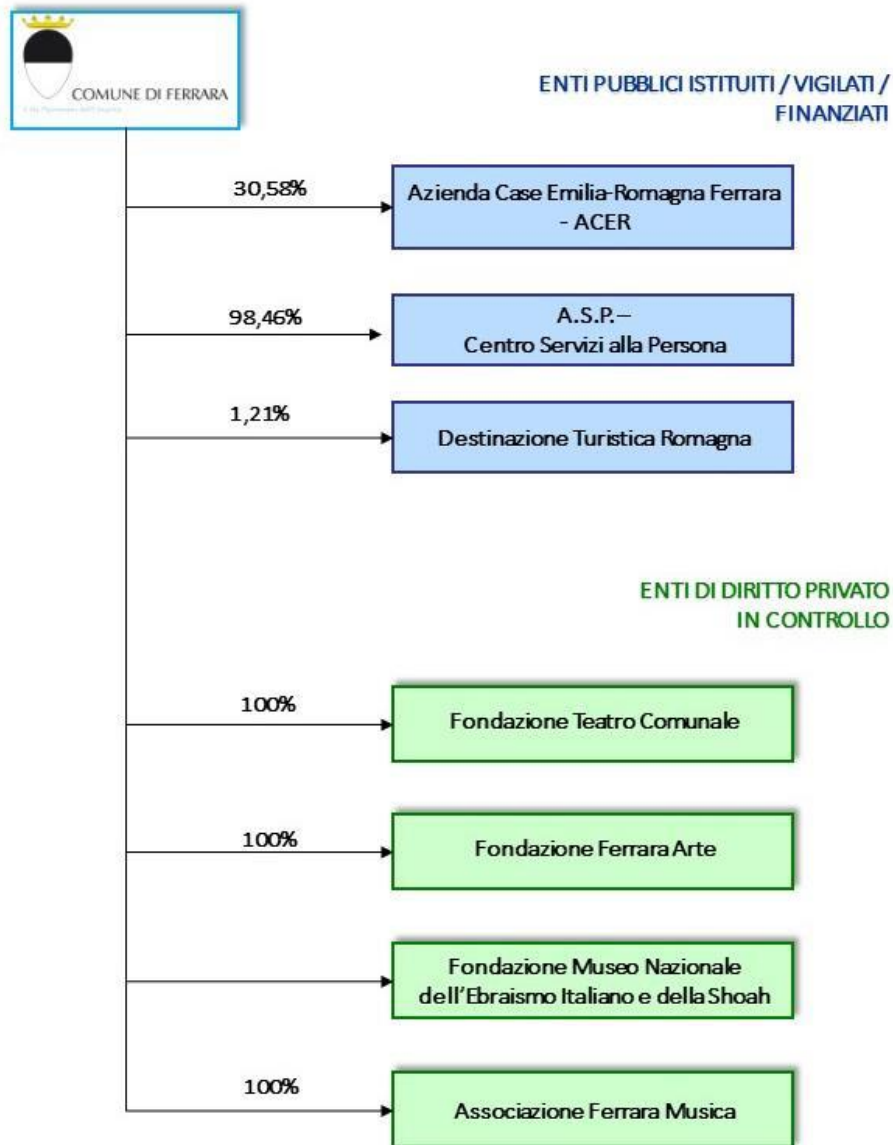 COMUNE DI FERRARA
ENTI PUBBLICI ISTITUITI / VIGILATI /
FINANZIATI
30,58%
Azienda Case Emilia-Romagna Ferrara
- ACER
98,46%
A.S.P.–
Centro Servizi alla Persona
1,21%
Destinazione Turistica Romagna
ENTI DI DIRITTO PRIVATO
IN CONTROLLO
100%
Fondazione Teatro Comunale
100%
Fondazione Ferrara Arte
Fondazione Museo Nazionale
dell'Ebraismo Italiano e della Shoah
100%
Associazione Ferrara Musica